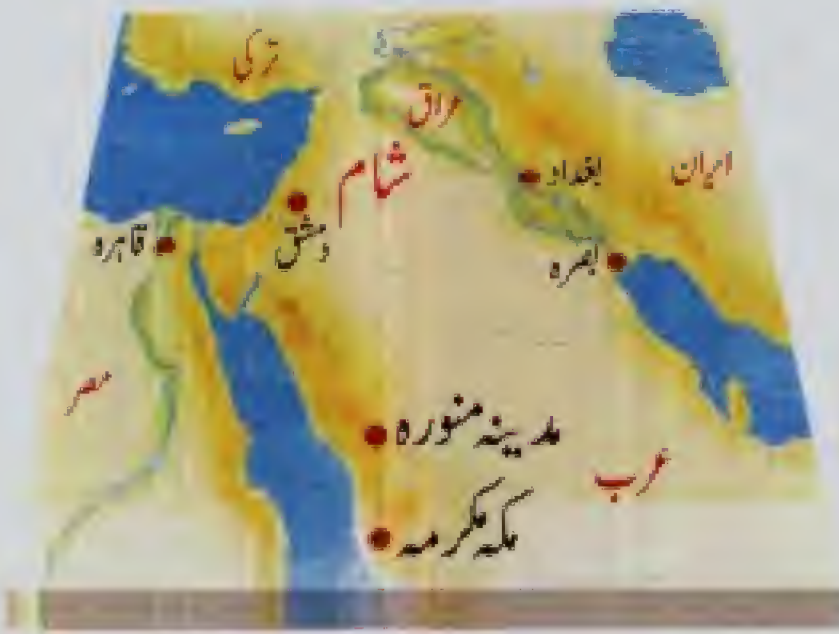 ترکی
عراق
ایران
شام
بغداد
دمشق
قاہرہ
بصرہ
مصر
مدینہ منورہ
عرب
مکہ مکرمہ